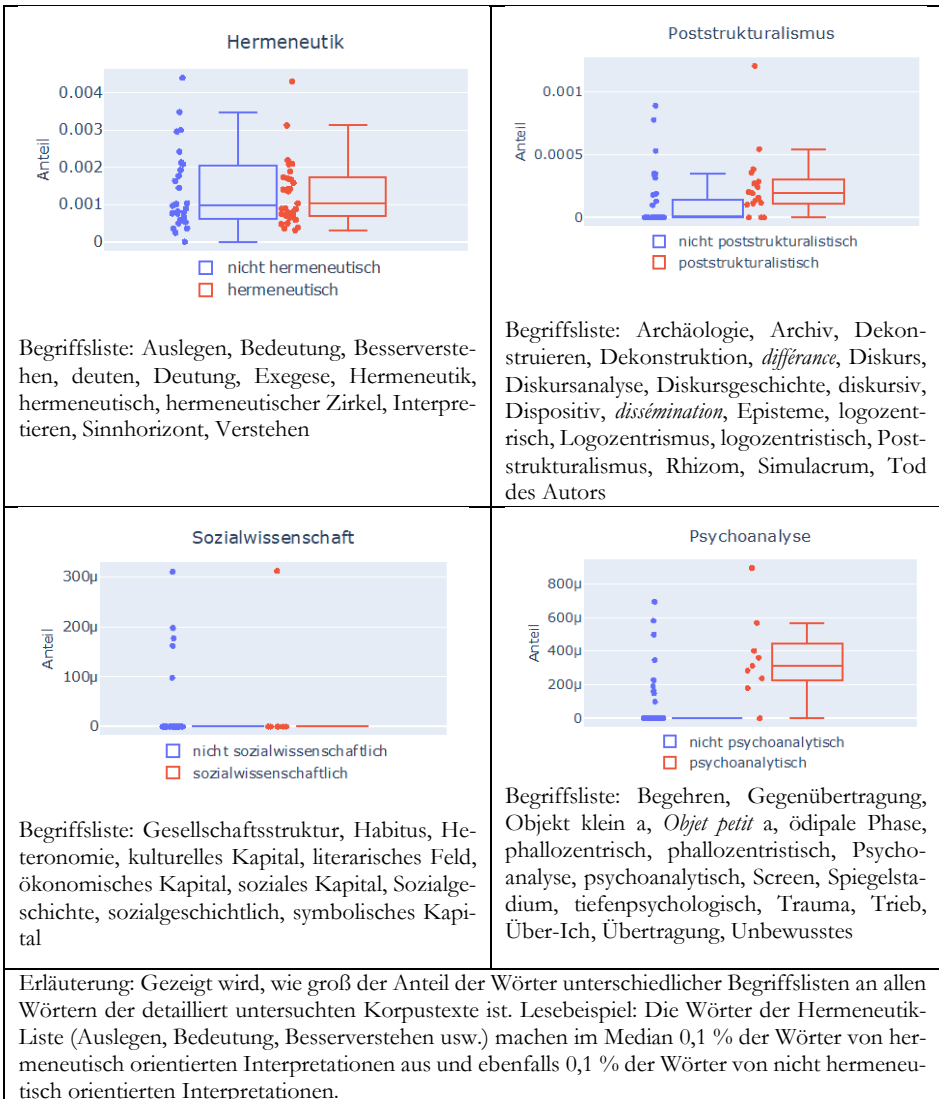 Hermeneutik
0.004
0.003
0.002
0.001
0
Anteil
nicht hermeneutisch
hermeneutisch
Begriffsliste: Auslegen, Bedeutung, Besserverste-
hen, deuten, Deutung, Exegese, Hermeneutik,
hermeneutisch, hermeneutischer Zirkel, Interpre-
tieren, Sinnhorizont, Verstehen
Poststrukturalismus
0.001
0.0005
0
Anteil
nicht poststrukturalistisch
poststrukturalistisch
Begriffsliste: Archäologie, Archiv, Dekon-
struieren, Dekonstruktion, différance, Diskurs,
Diskursanalyse, Diskursgeschichte, diskursiv,
Dispositiv, dissémination, Episteme, logozent-
risch, Logozentrismus, logozentristisch, Post-
strukturalismus, Rhizom, Simulacrum, Tod
des Autors
Sozialwissenschaft
300µ
200µ
100µ
0
Anteil
nicht sozialwissenschaftlich
sozialwissenschaftlich
Begriffsliste: Gesellschaftsstruktur, Habitus, He-
teronomie, kulturelles Kapital, literarisches Feld,
ökonomisches Kapital, soziales Kapital, Sozialge-
schichte, sozialgeschichtlich, symbolisches Kapi-
tal
Psychoanalyse
800µ
600µ
400µ
200µ
0
Anteil
nicht psychoanalytisch
psychoanalytisch
Begriffsliste: Begehren, Gegenübertragung,
Objekt klein a, Objet petit a, ödipale Phase,
phallozentrisch, phallozentristisch, Psycho-
analyse, psychoanalytisch, Screen, Spiegelsta-
dium, tiefenpsychologisch, Trauma, Trieb,
Über-Ich, Übertragung, Unbewusstes
Erläuterung: Gezeigt wird, wie groß der Anteil der Wörter unterschiedlicher Begriffslisten an allen
Wörtern der detailliert untersuchten Korpustexte ist. Lesebeispiel: Die Wörter der Hermeneutik-
Liste (Auslegen, Bedeutung, Besserverstehen usw.) machen im Median 0,1 % der Wörter von her-
meneutisch orientierten Interpretationen aus und ebenfalls 0,1 % der Wörter von nicht hermeneu-
tisch orientierten Interpretationen.